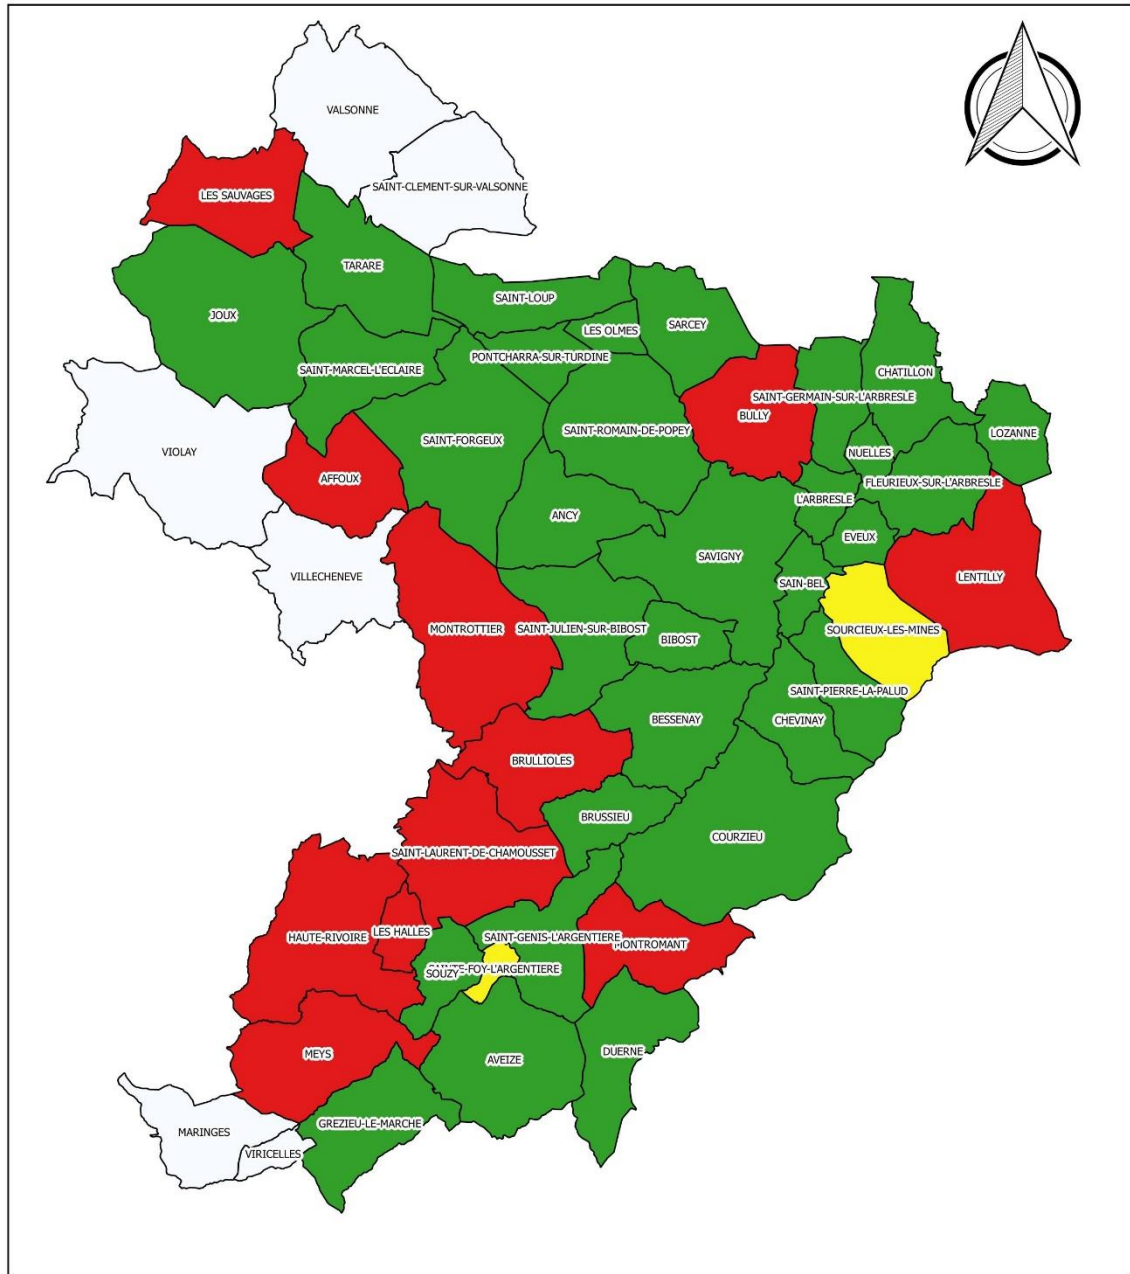 VALSONNE
SAINT-CLEMENT-SUR-VALSONNE
LES SAUVAGES
TARARE
SAINT-LOUP
JOUX
LES OLMES
SARCEY
PONTCHARRA-SUR-TURDINE
SAINT-MARCEL-L'ECLAIRE
CHATILLON
SAINT-GERMAIN-SUR-L'ARBRESLE
BULLY
SAINT-ROMAIN-DE-POPEY
LOZANNE
SAINT-FORGEUX
VIOLAY
NUELLES
AFFOUX
FLEURIEUX-SUR-L'ARBRESLE
L'ARBRESLE
ANCY
EVEUX
SAVIGNY
VILLECHENEVE
LENTILLY
SAIN-BEL
MONTROTTIER
SAINT-JULIEN-SUR-BIBOST
SOURCIEUX-LES-MINES
BIBOST
SAINT-PIERRE-LA-PALUD
BESSENAY
CHEVINAY
BRULLIOLES
BRUSSIEU
COURZIEU
SAINT-LAURENT-DE-CHAMOUSSET
LES HALLES
HAUTE-RIVOIRE
SAINT-GENIS-L'ARGENTIERE
MONTROMANT
SOUZY
SAINTE-FOY-L'ARGENTIERE
MEYS
AVEIZE
DUERNE
GREZIEU-LE-MARCHE
MARINGES
VIRICELLES